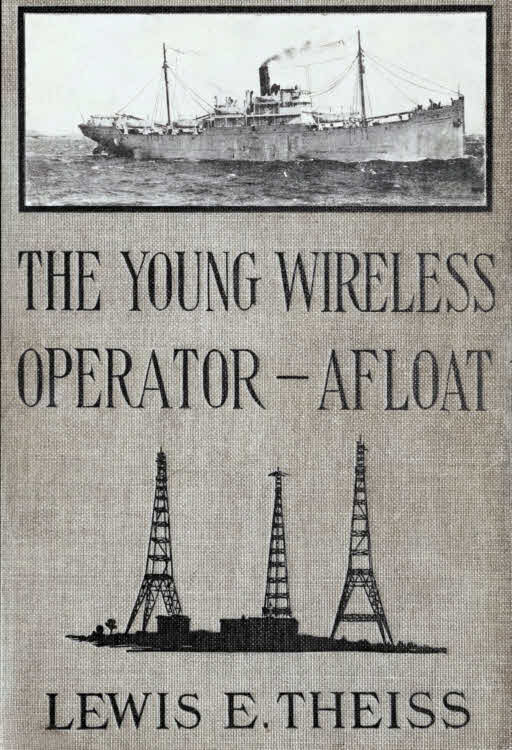 THE YOUNG WIRELESS
OPERATOR – AFLOAT
LEWIS E. THEISS